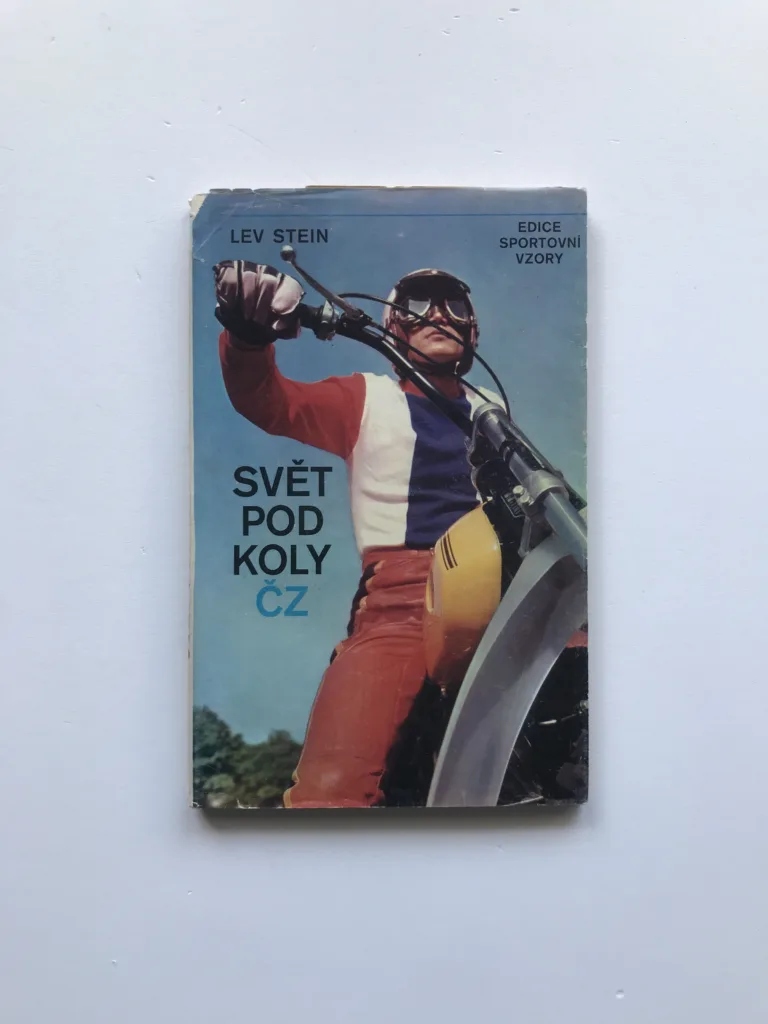 LEV STEIN
EDICE
SPORTOVNÍ
VZORY
SVĚT
POD
KOLY
ČZ